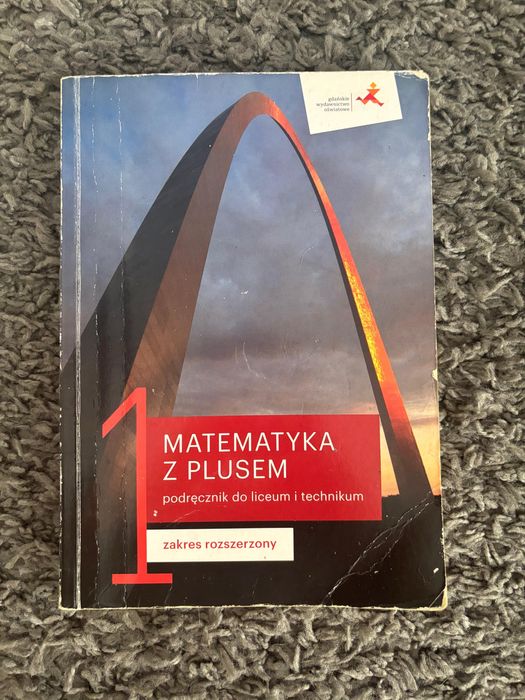 gdańskie
wydawnictwo
oświatowe
1
MATEMATYKA
Z PLUSEM
podręcznik do liceum i technikum
zakres rozszerzony